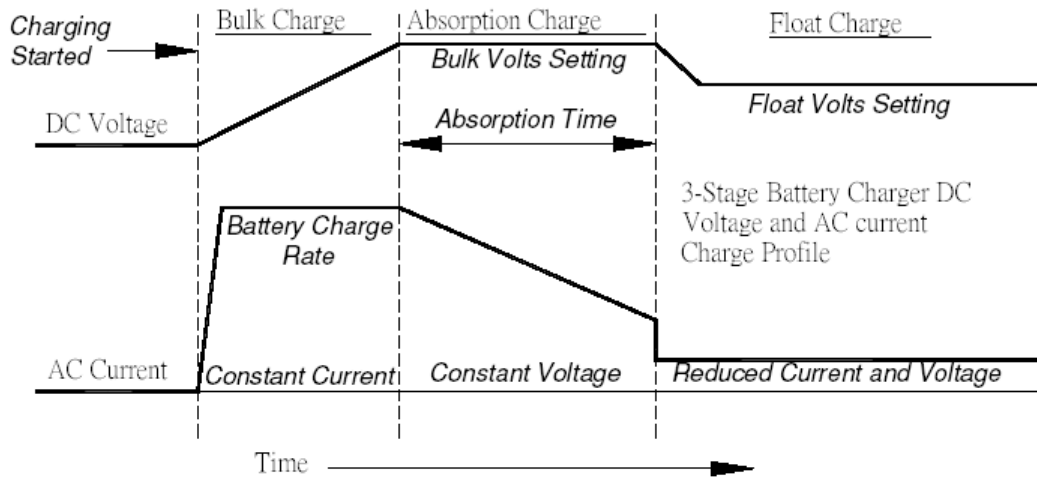 Charging
Started
Bulk Charge
Absorption Charge
Float Charge
Bulk Volts Setting
Float Volts Setting
DC Voltage
Absorption Time
3-Stage Battery Charger DC
Voltage and AC current
Charge Profile
Battery Charge
Rate
AC Current
Constant Current
Constant Voltage
Reduced Current and Voltage
Time